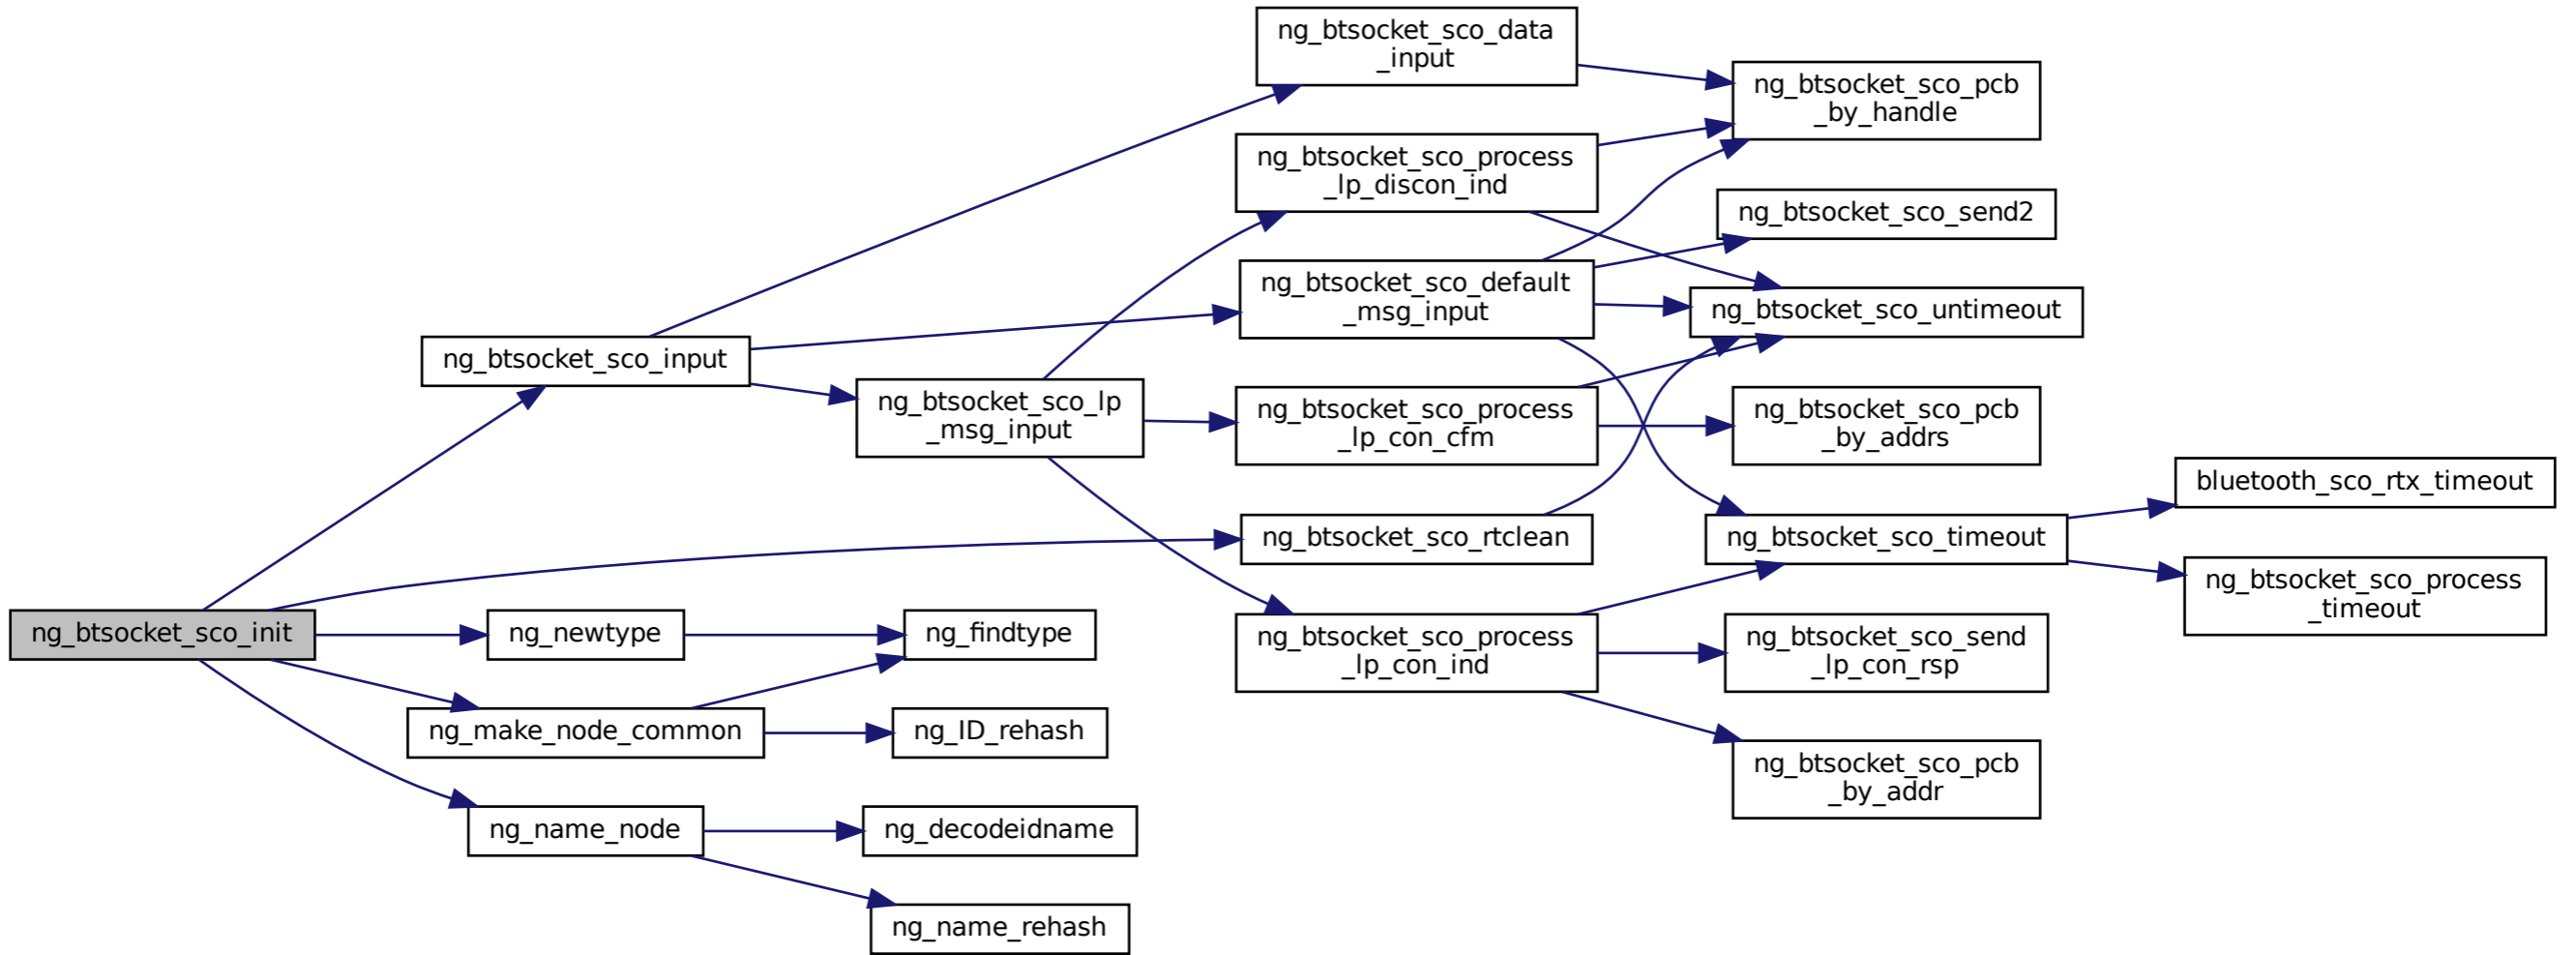 ng_btsocket_sco_init
ng_btsocket_sco_input
ng_newtype
ng_make_node_common
ng_name_node
ng_btsocket_sco_lp
_msg_input
ng_findtype
ng_ID_rehash
ng_decodeidname
ng_name_rehash
ng_btsocket_sco_data
_input
ng_btsocket_sco_process
_lp_discon_ind
ng_btsocket_sco_default
_msg_input
ng_btsocket_sco_process
_lp_con_cfm
ng_btsocket_sco_rtclean
ng_btsocket_sco_process
_lp_con_ind
ng_btsocket_sco_pcb
_by_handle
ng_btsocket_sco_send2
ng_btsocket_sco_untimeout
ng_btsocket_sco_pcb
_by_addrs
ng_btsocket_sco_timeout
ng_btsocket_sco_send
_lp_con_rsp
ng_btsocket_sco_pcb
_by_addr
bluetooth_sco_rtx_timeout
ng_btsocket_sco_process
_timeout